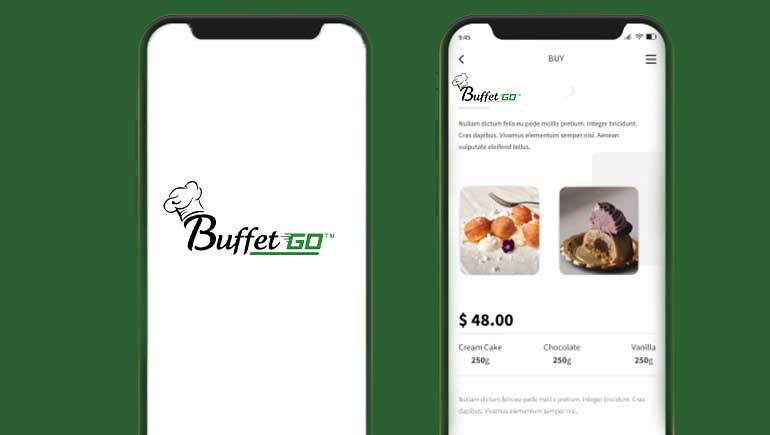 Buffet GO™
9:45
BUY
Buffet GO™
Nullam dictum felis eu pede mollis pretium. Integer tincidunt.
Cras dapibus. Vivamus elementum semper nisi. Aenean
vulputate eleifend tellus.
$ 48.00
Cream Cake Chocolate Vanilla
250g 250g 250g
Nullam dictum felis eu pede mollis pretium. Integer tincidunt. Cras
dapibus. Vivamus elementum semper nisi.